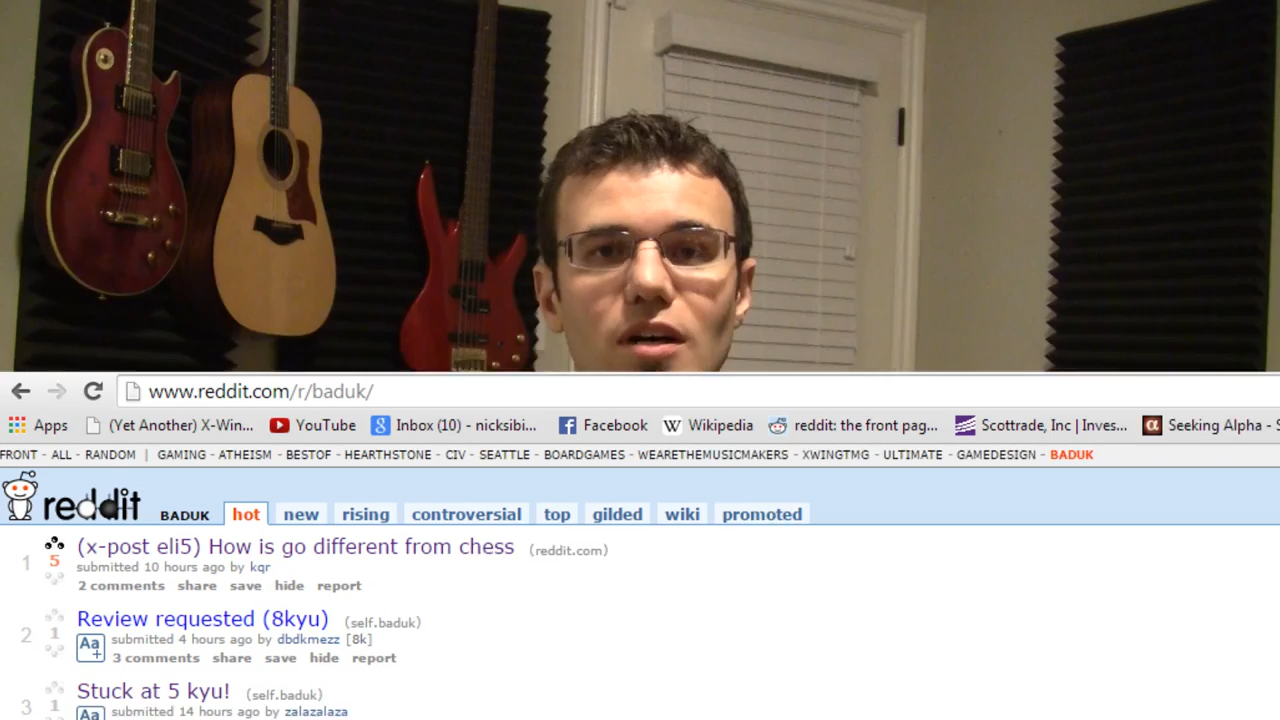 www.reddit.com/r/baduk/
Apps (Yet Another) X-Win... YouTube Inbox (10) - nicksibi... Facebook Wikipedia reddit: the front pag... Scottrade, Inc | Inves... Seeking Alpha - S
FRONT - ALL - RANDOM | GAMING - ATHEISM - BESTOF - HEARTHSTONE - CIV - SEATTLE - BOARDGAMES - WEARETHEMUSICMAKERS - XWINGTMG - ULTIMATE - GAMEDESIGN - BADUK
reddit BADUK hot new rising controversial top gilded wiki promoted
1 5 (x-post eli5) How is go different from chess (reddit.com)
submitted 10 hours ago by kqr
2 comments share save hide report
2 1 Review requested (8kyu) (self.baduk)
Aa+ submitted 4 hours ago by dbdkmezz [8k]
3 comments share save hide report
3 1 Stuck at 5 kyu! (self.baduk)
Aa submitted 14 hours ago by zalazalaza